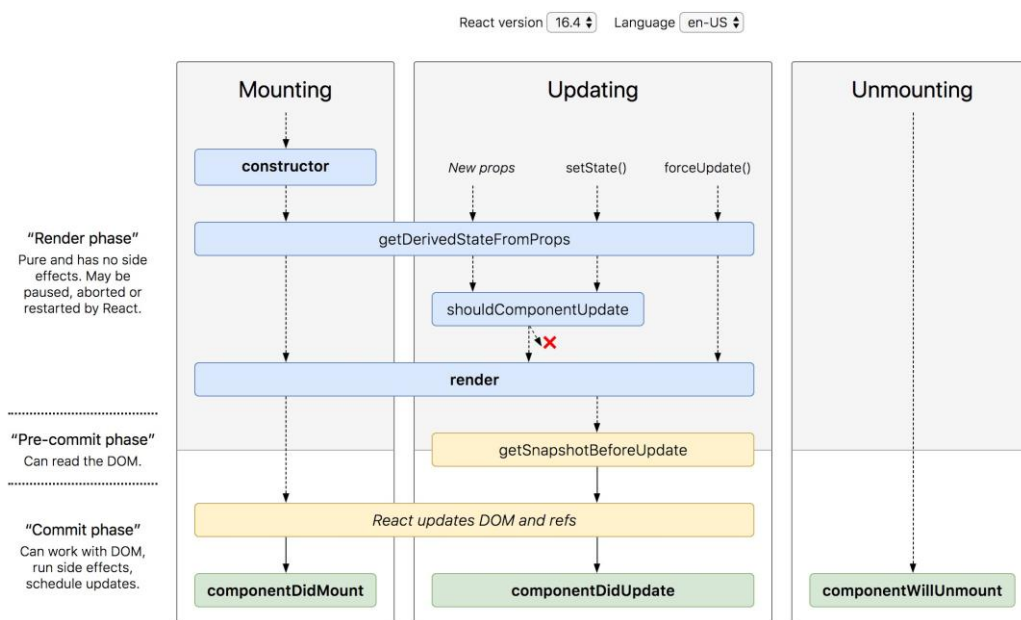 React version 16.4 Language en-US
Mounting
Updating
Unmounting
constructor
New props
setState()
forceUpdate()
"Render phase"
Pure and has no side
effects. May be
paused, aborted or
restarted by React.
getDerivedStateFromProps
shouldComponentUpdate
render
"Pre-commit phase"
Can read the DOM.
getSnapshotBeforeUpdate
"Commit phase"
Can work with DOM,
run side effects,
schedule updates.
React updates DOM and refs
componentDidMount
componentDidUpdate
componentWillUnmount